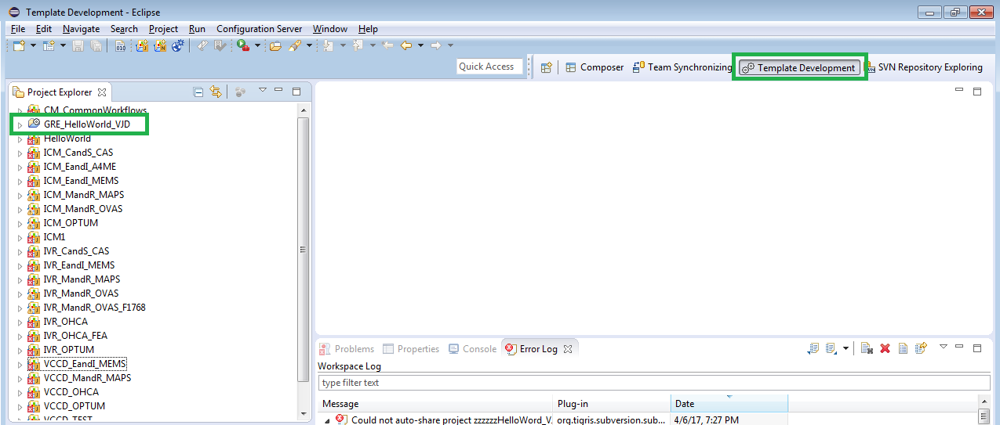 Template Development - Eclipse
File Edit Navigate Search Project Run Configuration Server Window Help
Quick Access
Composer Team Synchronizing Template Development SVN Repository Exploring
Project Explorer
CM_CommonWorkflows
GRE_HelloWorld_VJD
HelloWorld
ICM_CandS_CAS
ICM_EandI_A4ME
ICM_EandI_MEMS
ICM_MandR_MAPS
ICM_MandR_OVAS
ICM_OPTUM
ICM1
IVR_CandS_CAS
IVR_EandI_MEMS
IVR_MandR_MAPS
IVR_MandR_OVAS
IVR_MandR_OVAS_F1768
IVR_OHCA
IVR_OHCA_FEA
IVR_OPTUM
VCCD_EandI_MEMS
VCCD_MandR_MAPS
VCCD_OHCA
VCCD_OPTUM
VCCD_TEST
Problems Properties Console Error Log
Workspace Log
type filter text
Message Plug-in Date
Could not auto-share project zzzzzzHelloWord_V. org.tigris.subversion.sub... 4/6/17, 7:27 PM